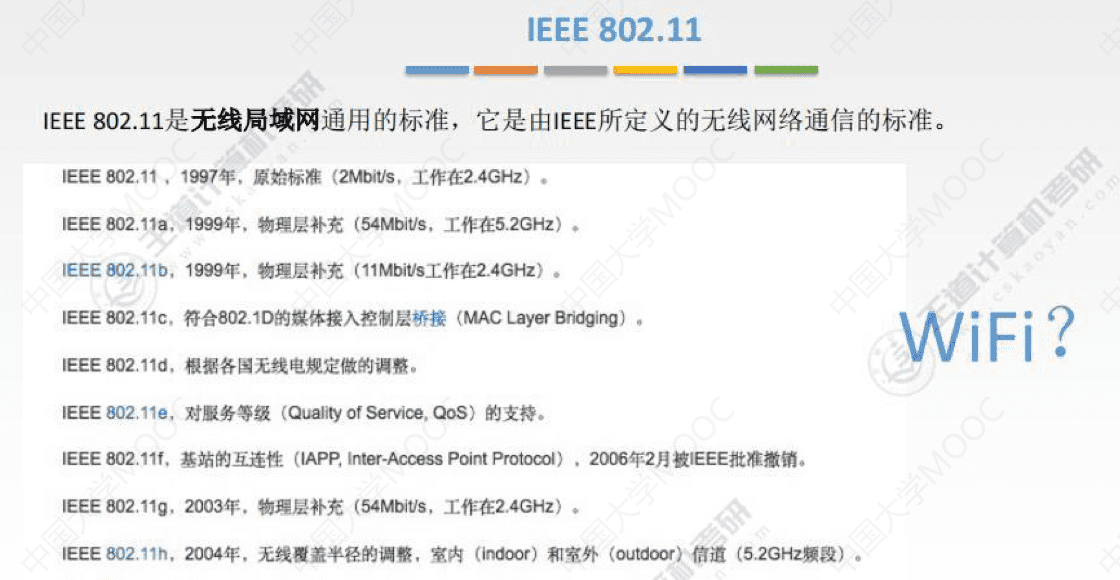 IEEE 802.11
IEEE 802.11是无线局域网通用的标准，它是由IEEE所定义的无线网络通信的标准。
IEEE 802.11，1997年，原始标准（2Mbit/s，工作在2.4GHz）。
IEEE 802.11a，1999年，物理层补充（54Mbit/s，工作在5.2GHz）。
IEEE 802.11b，1999年，物理层补充（11Mbit/s工作在2.4GHz）。
IEEE 802.11c，符合802.1D的媒体接入控制层桥接（MAC Layer Bridging）。
IEEE 802.11d，根据各国无线电规定做的调整。
IEEE 802.11e，对服务等级（Quality of Service, QoS）的支持。
IEEE 802.11f，基站的互连性（IAPP, Inter-Access Point Protocol），2006年2月被IEEE批准撤销。
IEEE 802.11g，2003年，物理层补充（54Mbit/s，工作在2.4GHz）。
IEEE 802.11h，2004年，无线覆盖半径的调整，室内（indoor）和室外（outdoor）信道（5.2GHz频段）。
WiFi？
王道计算机考研
www.cskaoyan.com
中国大学MOOC